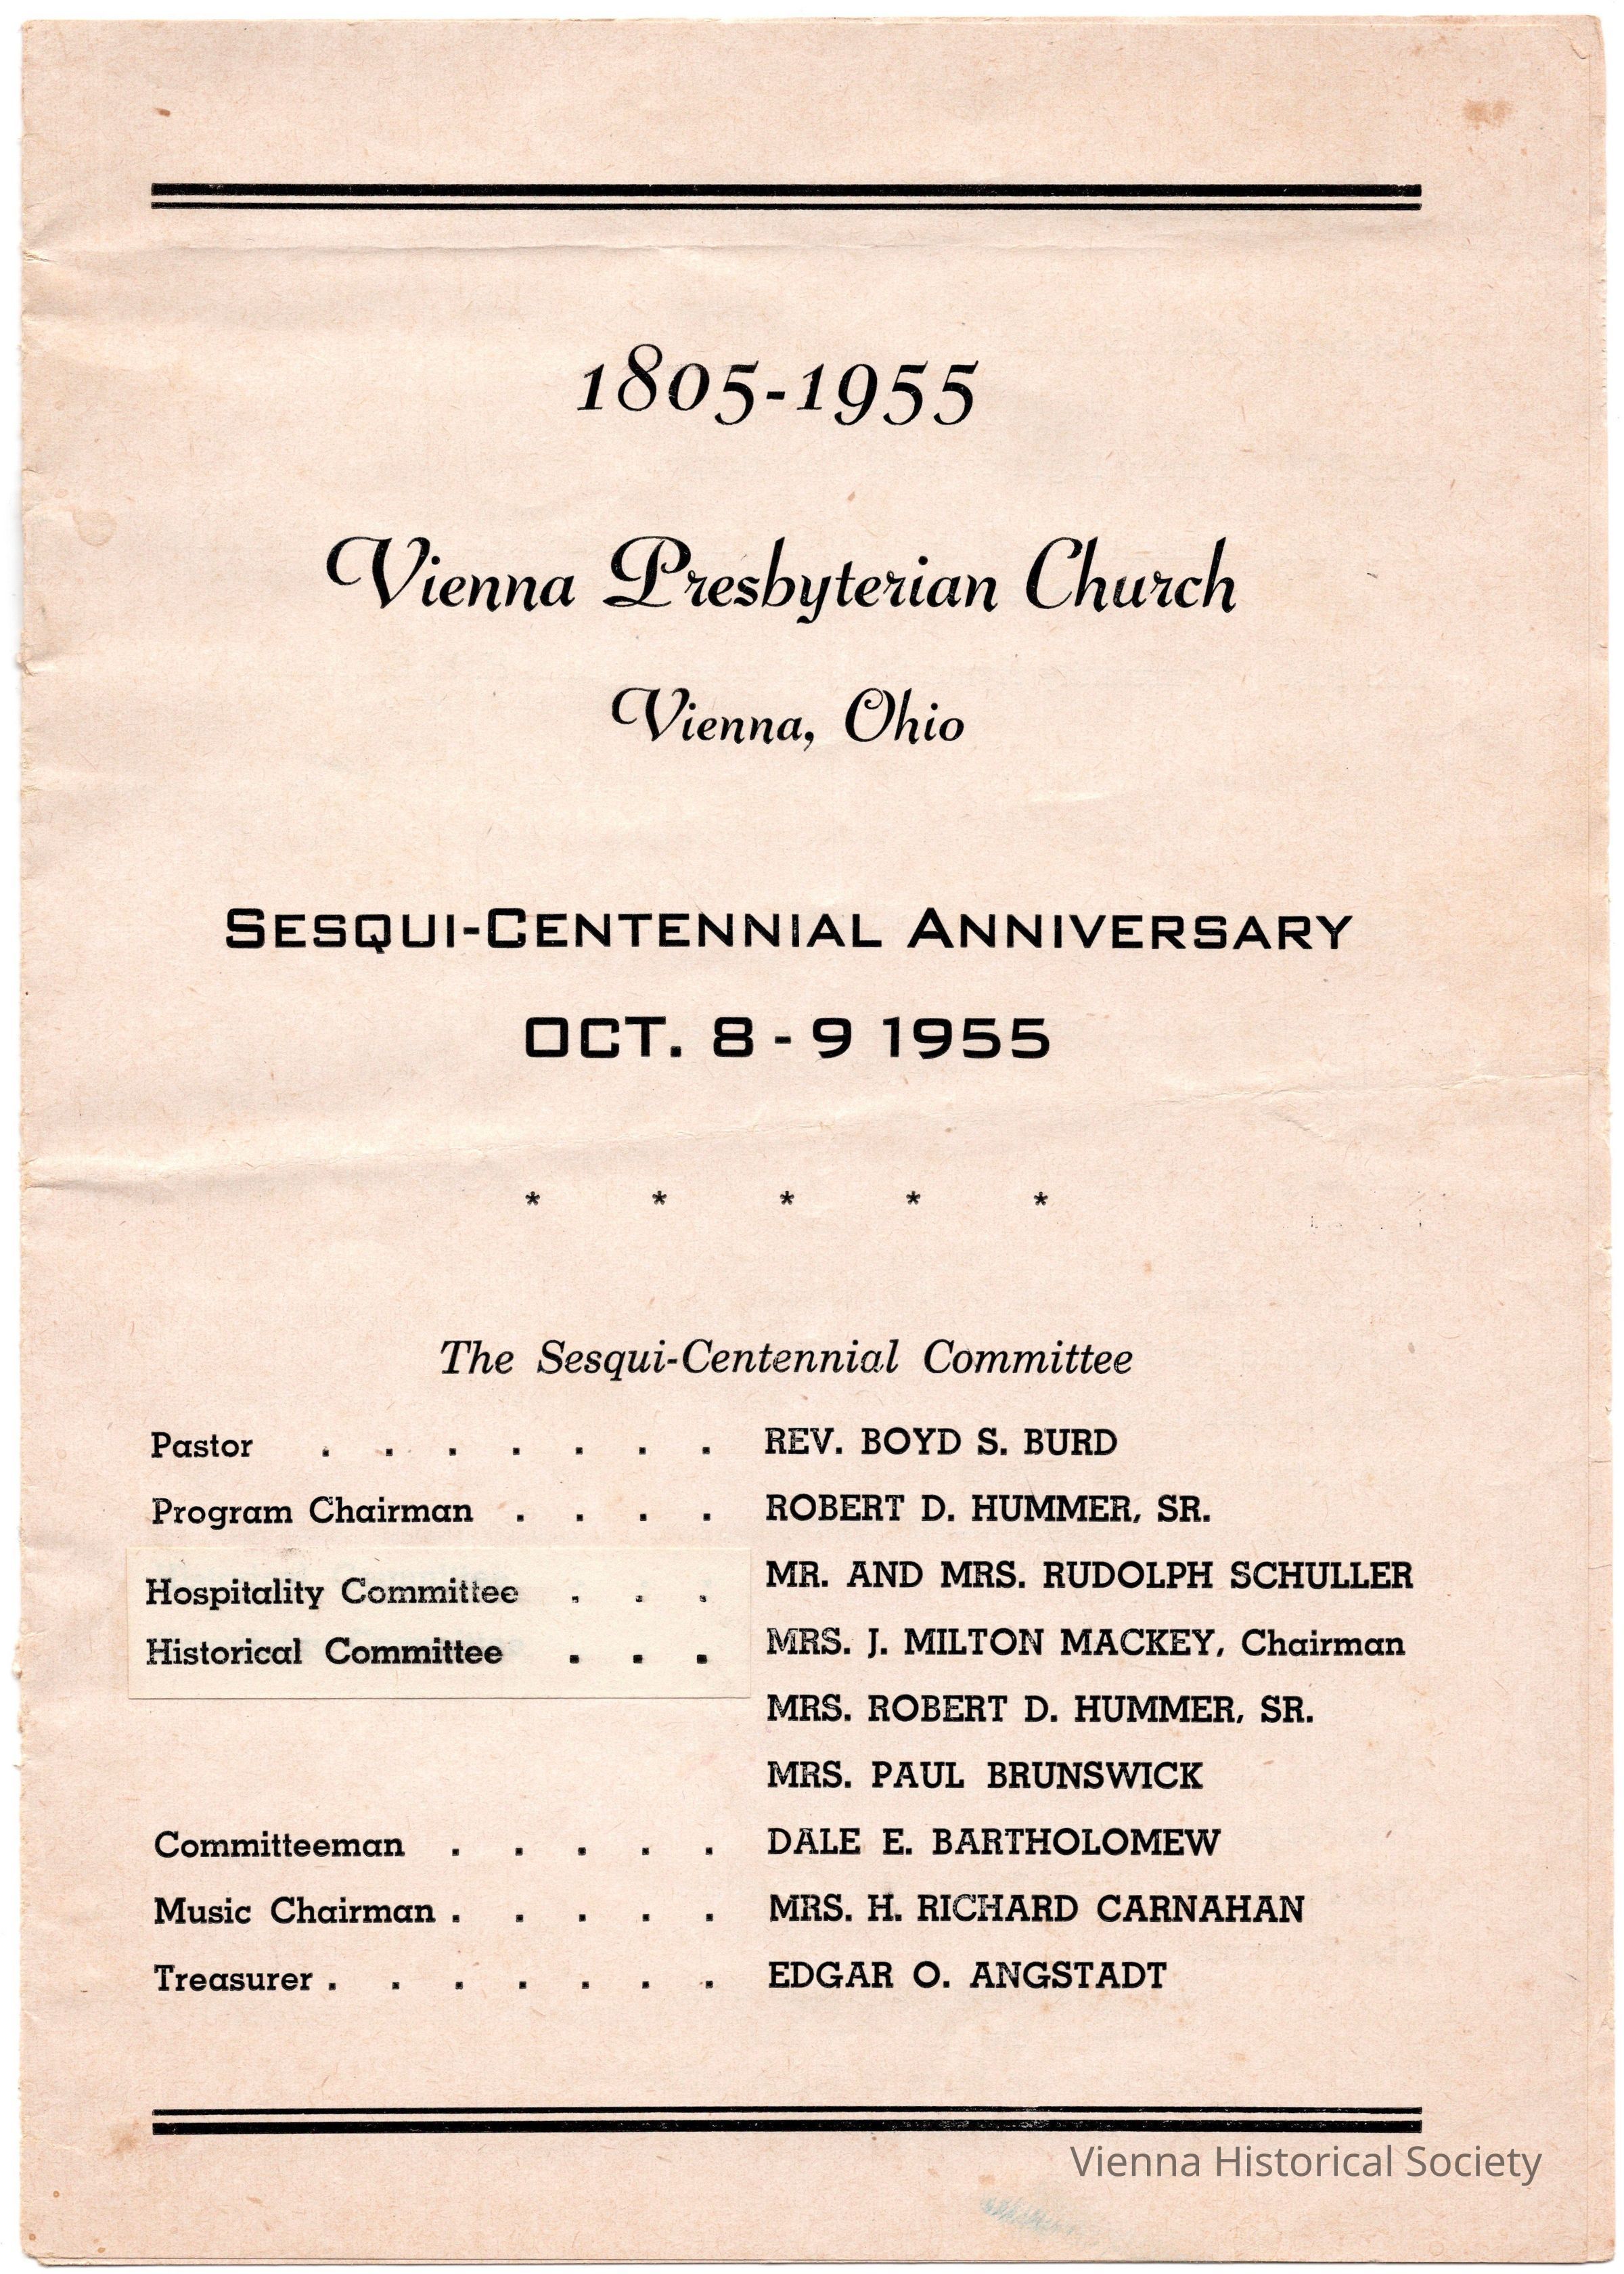 1805-1955
Vienna Presbyterian Church
Vienna, Ohio
SESQUI-CENTENNIAL ANNIVERSARY
OCT. 8 - 9 1955
* * * * *
The Sesqui-Centennial Committee
Pastor . . . . . . . REV. BOYD S. BURD
Program Chairman . . . . ROBERT D. HUMMER, SR.
Hospitality Committee . . . MR. AND MRS. RUDOLPH SCHULLER
Historical Committee . . . MRS. J. MILTON MACKEY, Chairman
MRS. ROBERT D. HUMMER, SR.
MRS. PAUL BRUNSWICK
Committeeman . . . . . DALE E. BARTHOLOMEW
Music Chairman . . . . . MRS. H. RICHARD CARNAHAN
Treasurer . . . . . . . EDGAR O. ANGSTADT
Vienna Historical Society